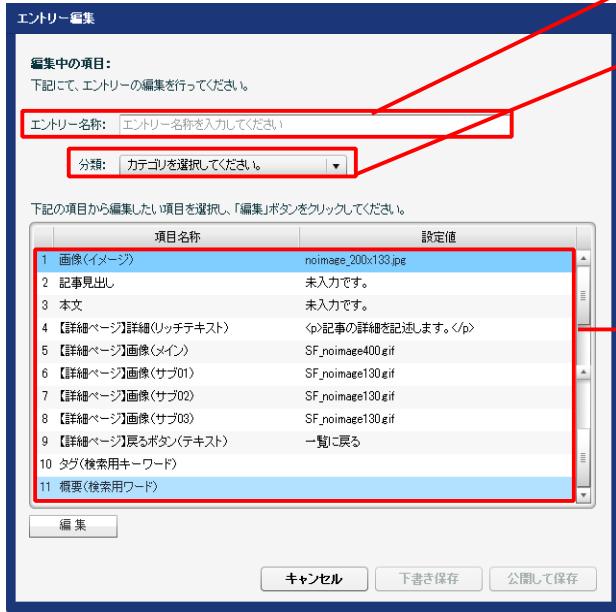 エントリー編集
編集中の項目:
下記にて、エントリーの編集を行ってください。
エントリー名称: エントリー名称を入力してください
分類: カテゴリを選択してください。
下記の項目から編集したい項目を選択し、「編集」ボタンをクリックしてください。
項目名称 設定値
1 画像(イメージ) noimage_200x133.jpg
2 記事見出し 未入力です。
3 本文 未入力です。
4 【詳細ページ】詳細(リッチテキスト) <p>記事の詳細を記述します。</p>
5 【詳細ページ】画像(メイン) SF_noimage400.gif
6 【詳細ページ】画像(サブ01) SF_noimage130.gif
7 【詳細ページ】画像(サブ02) SF_noimage130.gif
8 【詳細ページ】画像(サブ03) SF_noimage130.gif
9 【詳細ページ】戻るボタン(テキスト) 一覧に戻る
10 タグ(検索用キーワード)
11 概要(検索用ワード)
編集
キャンセル 下書き保存 公開して保存